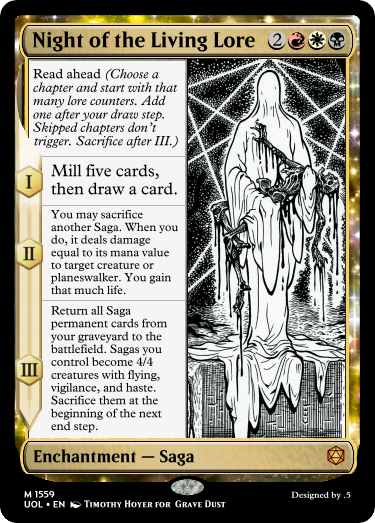 Night of the Living Lore 2
Read ahead (Choose a
chapter and start with that
many lore counters. Add
one after your draw step.
Skipped chapters don't
trigger. Sacrifice after III.)
I
Mill five cards,
then draw a card.
II
You may sacrifice
another Saga. When you
do, it deals damage
equal to its mana value
to target creature or
planeswalker. You gain
that much life.
III
Return all Saga
permanent cards from
your graveyard to the
battlefield. Sagas you
control become 4/4
creatures with flying,
vigilance, and haste.
Sacrifice them at the
beginning of the next
end step.
Enchantment — Saga
M 1559
UOL • EN Timothy Hoyer for Grave Dust
Designed by .5